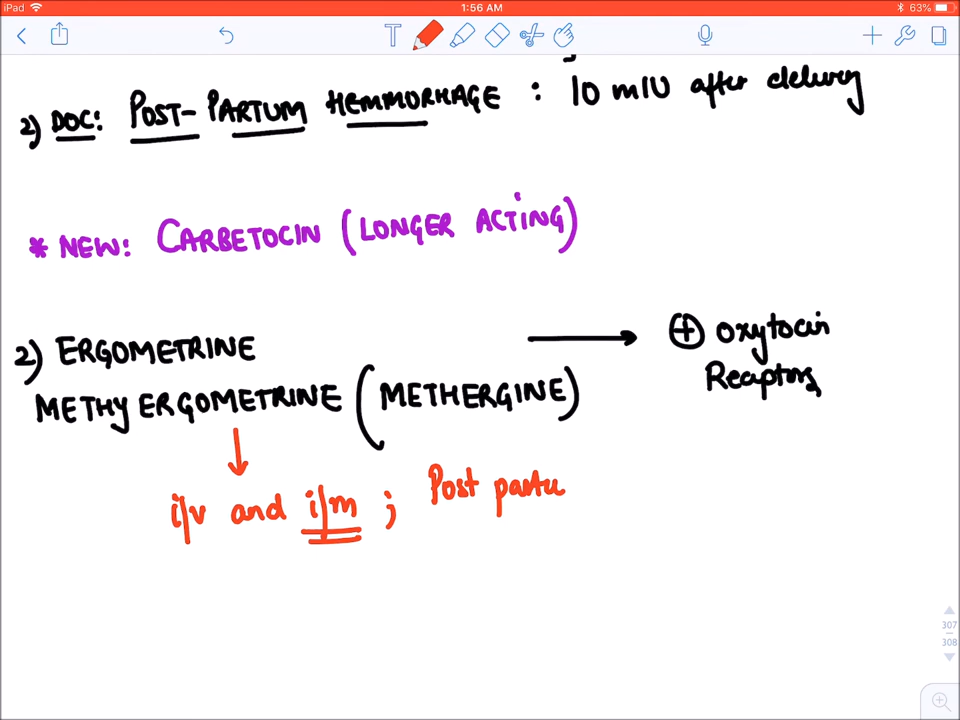 iPad
1:56 AM
63%
T
2) DOC: POST-PARTUM HEMMORHAGE : 10 mIU after delivery
* NEW: CARBETOCIN (LONGER ACTING)
2) ERGOMETRINE
⊕ oxytocin
METHYERGOMETRINE (METHERGINE)
Receptors
i/v and i/m ; Post partu
307
308